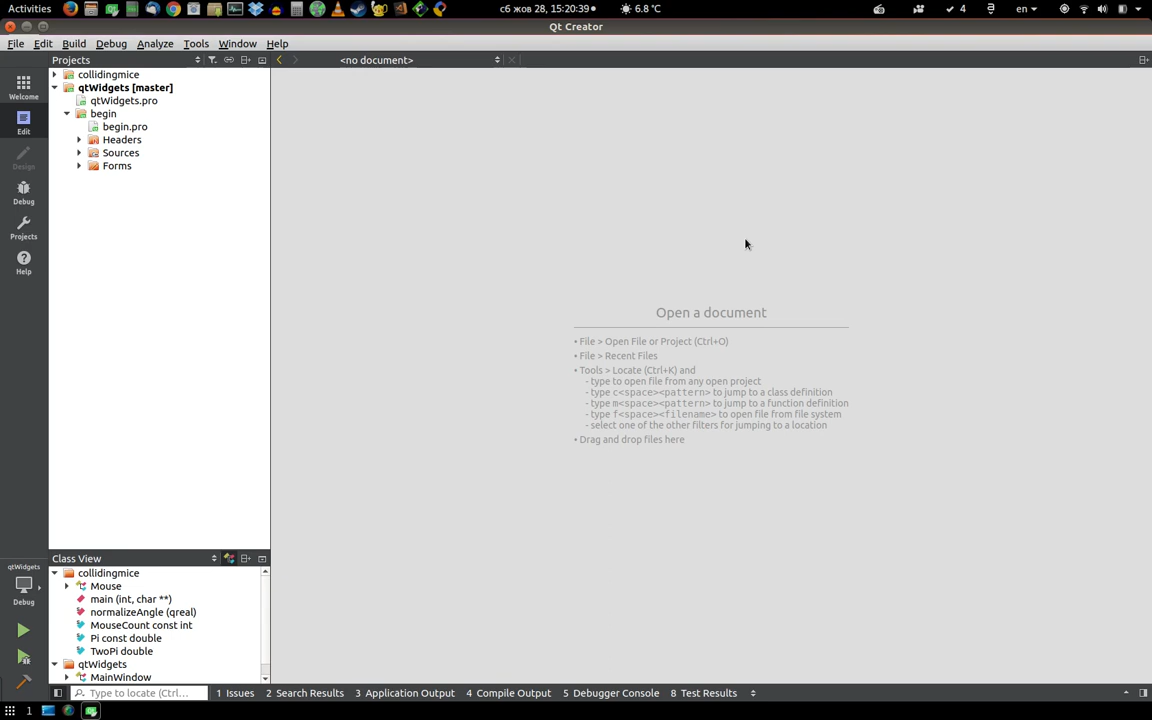 Activities
сб жов 28, 15:20:39
6.8 °C
4
en
Qt Creator
File Edit Build Debug Analyze Tools Window Help
Projects
<no document>
Welcome
Edit
Design
Debug
Projects
Help
collidingmice
qtWidgets [master]
qtWidgets.pro
begin
begin.pro
Headers
Sources
Forms
Open a document
• File > Open File or Project (Ctrl+O)
• File > Recent Files
• Tools > Locate (Ctrl+K) and
- type to open file from any open project
- type c<space><pattern> to jump to a class definition
- type m<space><pattern> to jump to a function definition
- type f<space><filename> to open file from file system
- select one of the other filters for jumping to a location
• Drag and drop files here
Class View
collidingmice
Mouse
main (int, char **)
normalizeAngle (qreal)
MouseCount const int
Pi const double
TwoPi double
qtWidgets
MainWindow
qtWidgets
Debug
Type to locate (Ctrl...
1 Issues 2 Search Results 3 Application Output 4 Compile Output 5 Debugger Console 8 Test Results
1